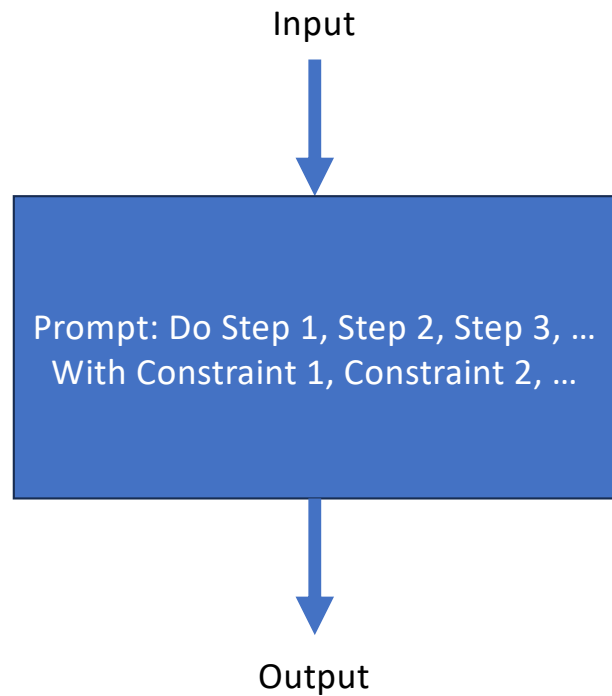 Input
Prompt: Do Step 1, Step 2, Step 3, …
With Constraint 1, Constraint 2, …
Output